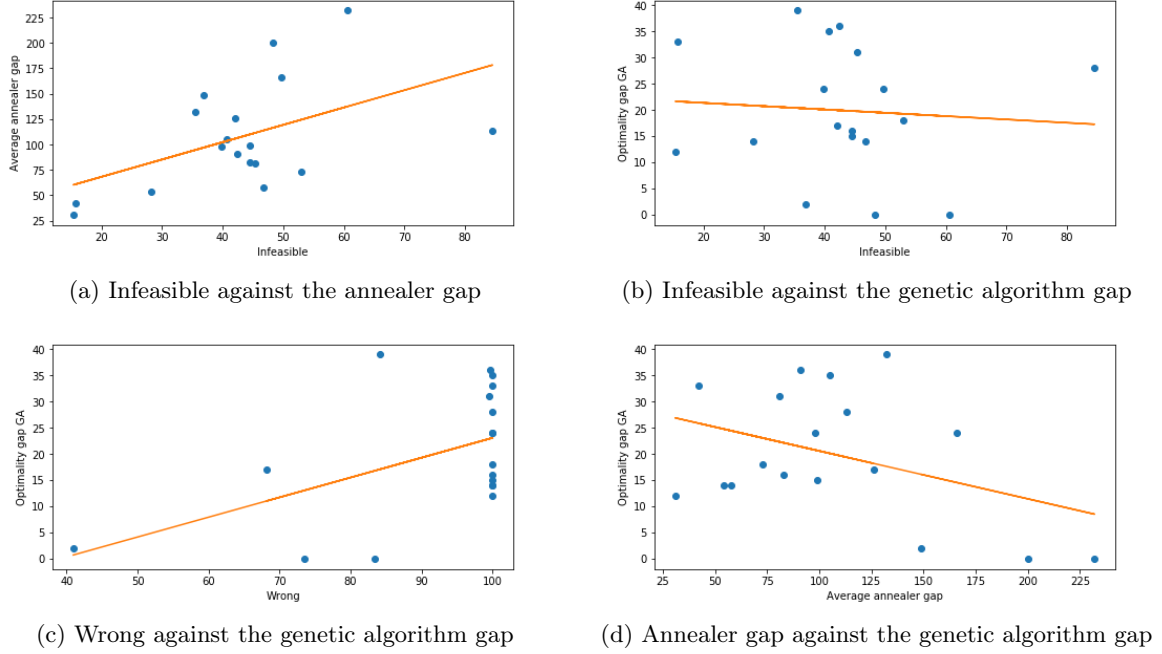 225
200
175
150
125
100
75
50
25
Average annealer gap
20 30 40 50 60 70 80
Infeasible
(a) Infeasible against the annealer gap
40
35
30
25
20
15
10
5
0
Optimality gap GA
20 30 40 50 60 70 80
Infeasible
(b) Infeasible against the genetic algorithm gap
40
35
30
25
20
15
10
5
0
Optimality gap GA
40 50 60 70 80 90 100
Wrong
(c) Wrong against the genetic algorithm gap
40
35
30
25
20
15
10
5
0
Optimality gap GA
25 50 75 100 125 150 175 200 225
Average annealer gap
(d) Annealer gap against the genetic algorithm gap